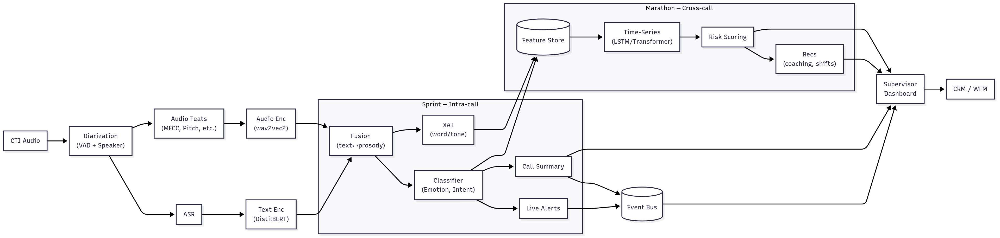 Marathon – Cross-call
Feature Store
Time-Series
(LSTM/Transformer)
Risk Scoring
Recs
(coaching, shifts)
Supervisor
Dashboard
CRM / WFM
Sprint – Intra-call
CTI Audio
Diarization
(VAD + Speaker)
Audio Feats
(MFCC, Pitch, etc.)
Audio Enc
(wav2vec2)
Fusion
(text↔prosody)
XAI
(word/tone)
Classifier
(Emotion, Intent)
Call Summary
Live Alerts
Event Bus
ASR
Text Enc
(DistilBERT)